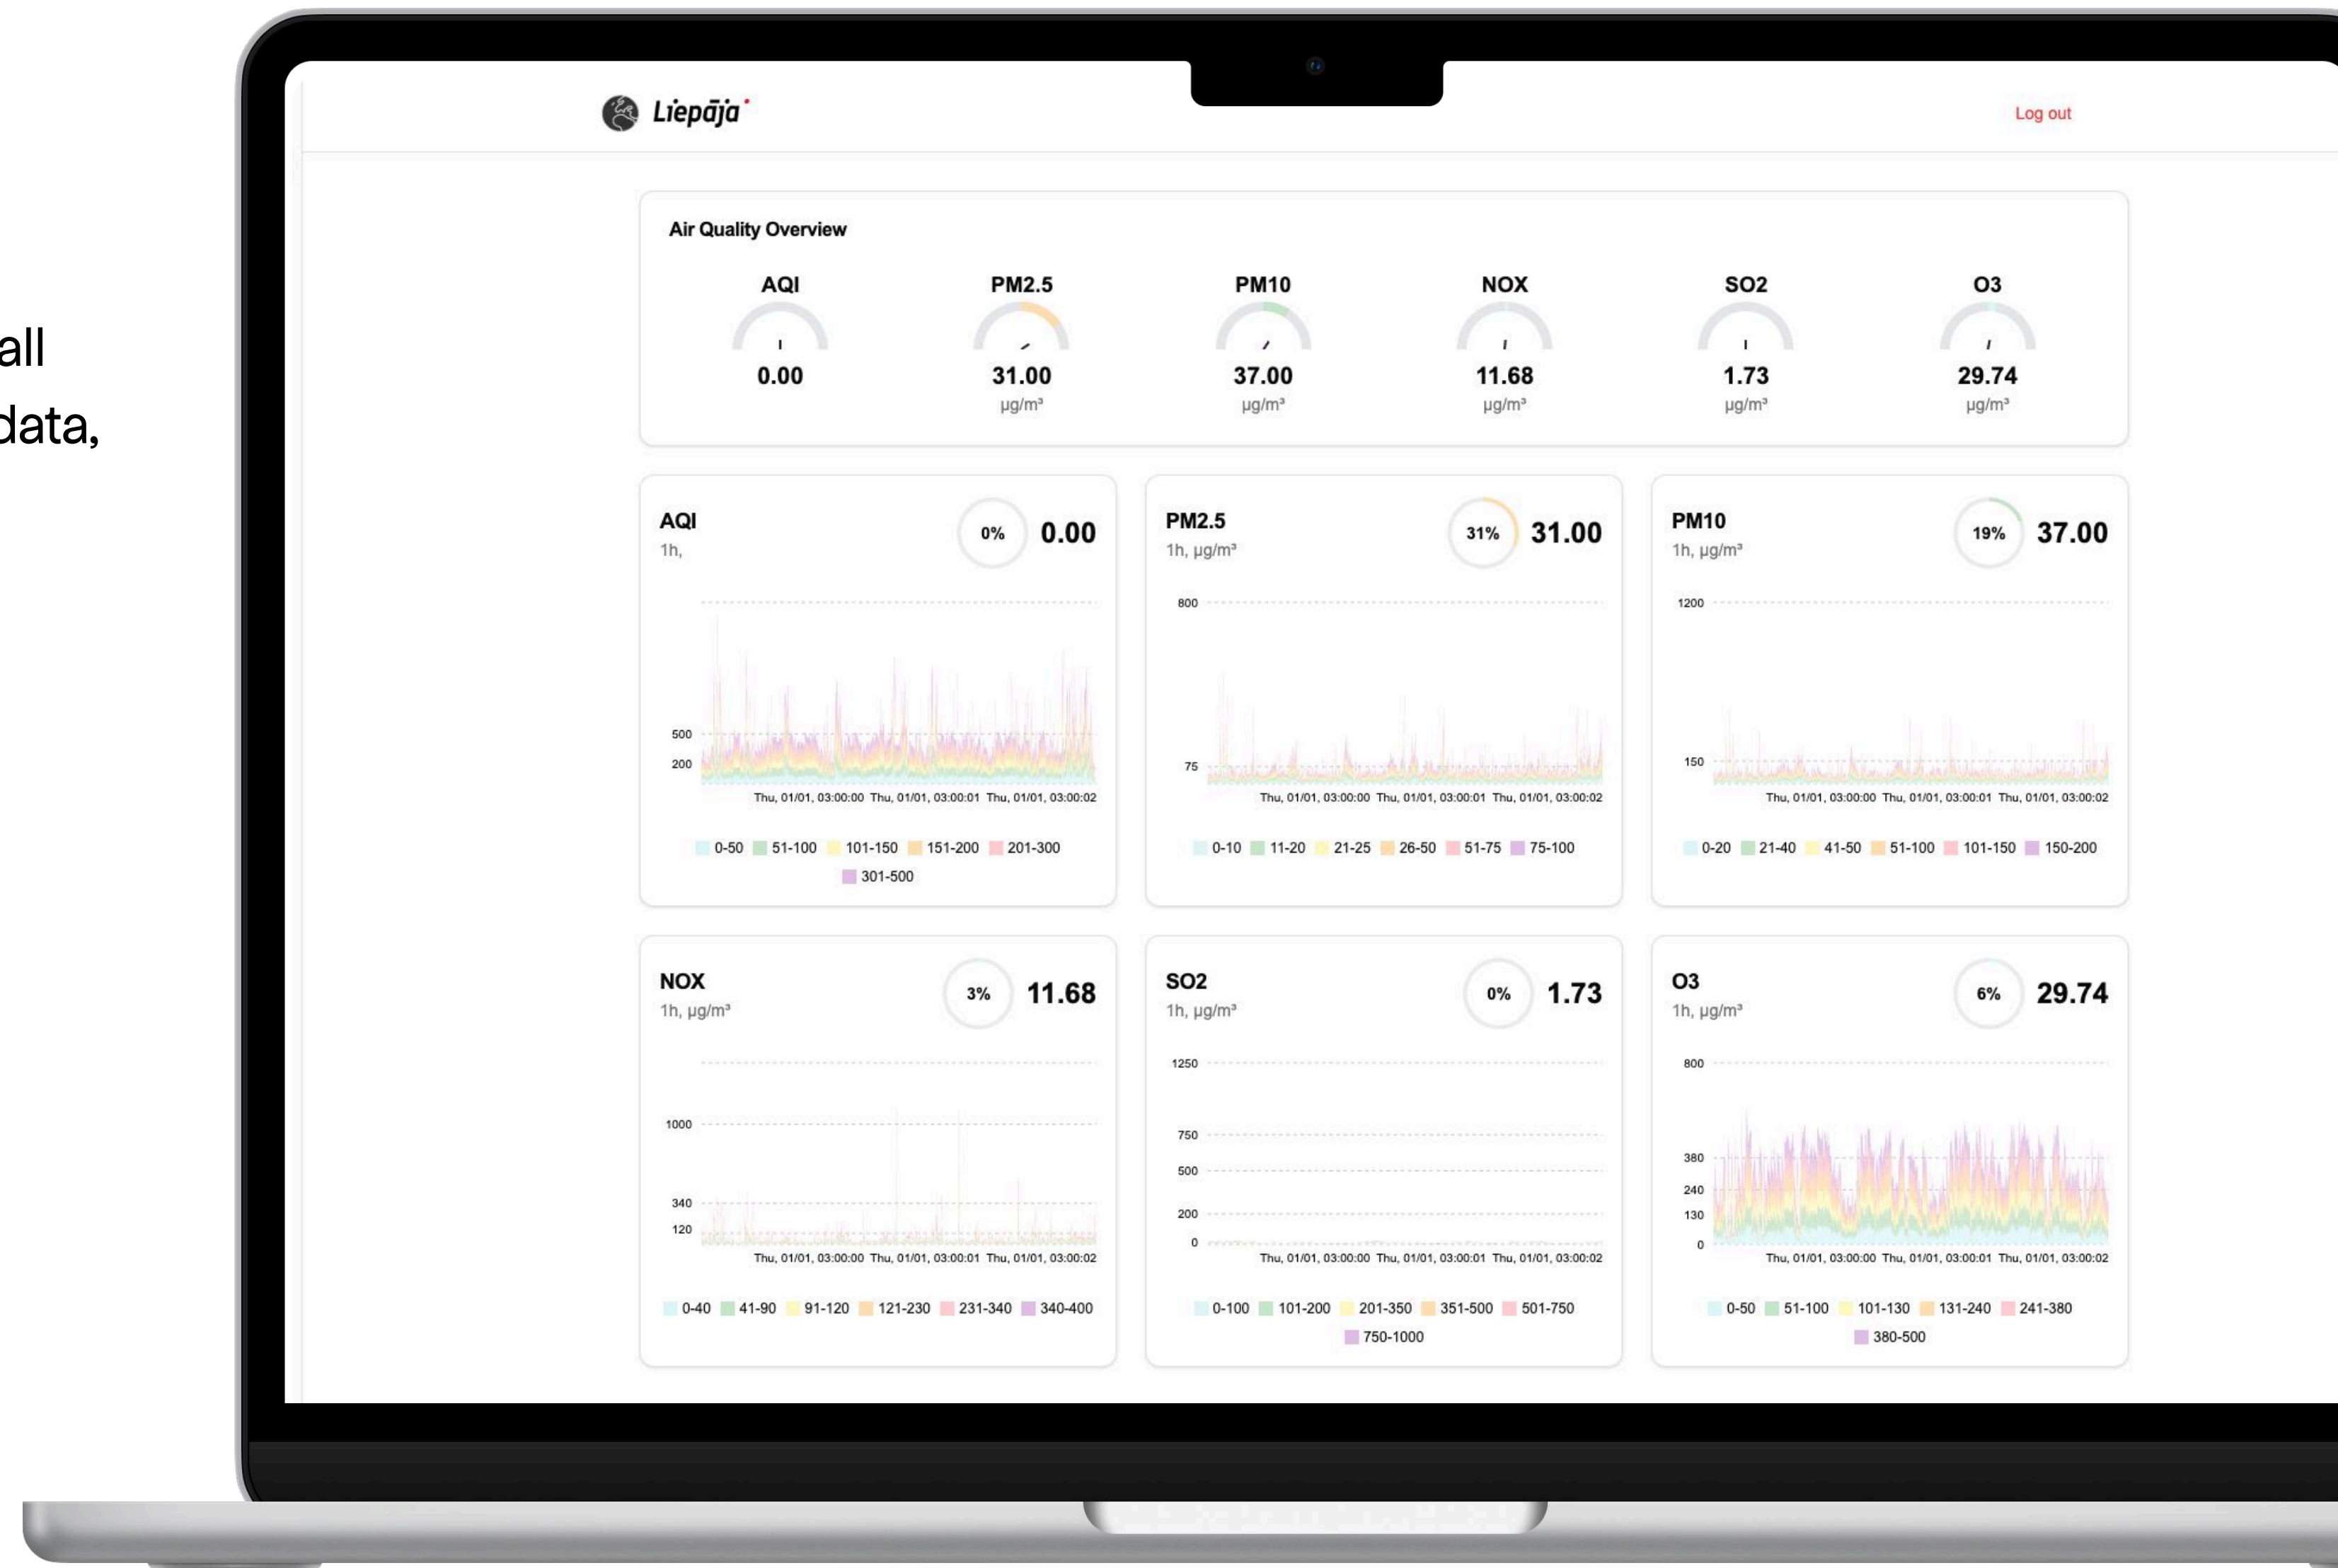 all
data,
Liepāja
Log out
Air Quality Overview
AQI PM2.5 PM10 NOX SO2 O3
0.00 31.00 37.00 11.68 1.73 29.74
µg/m³ µg/m³ µg/m³ µg/m³ µg/m³
AQI
1h,
0% 0.00
500
200
Thu, 01/01, 03:00:00 Thu, 01/01, 03:00:01 Thu, 01/01, 03:00:02
0-50 51-100 101-150 151-200 201-300
301-500
PM2.5
1h, µg/m³
31% 31.00
800
75
Thu, 01/01, 03:00:00 Thu, 01/01, 03:00:01 Thu, 01/01, 03:00:02
0-10 11-20 21-25 26-50 51-75 75-100
PM10
1h, µg/m³
19% 37.00
1200
150
Thu, 01/01, 03:00:00 Thu, 01/01, 03:00:01 Thu, 01/01, 03:00:02
0-20 21-40 41-50 51-100 101-150 150-200
NOX
1h, µg/m³
3% 11.68
1000
340
120
Thu, 01/01, 03:00:00 Thu, 01/01, 03:00:01 Thu, 01/01, 03:00:02
0-40 41-90 91-120 121-230 231-340 340-400
SO2
1h, µg/m³
0% 1.73
1250
750
500
200
0
Thu, 01/01, 03:00:00 Thu, 01/01, 03:00:01 Thu, 01/01, 03:00:02
0-100 101-200 201-350 351-500 501-750
750-1000
O3
1h, µg/m³
6% 29.74
800
380
240
130
0
Thu, 01/01, 03:00:00 Thu, 01/01, 03:00:01 Thu, 01/01, 03:00:02
0-50 51-100 101-130 131-240 241-380
380-500